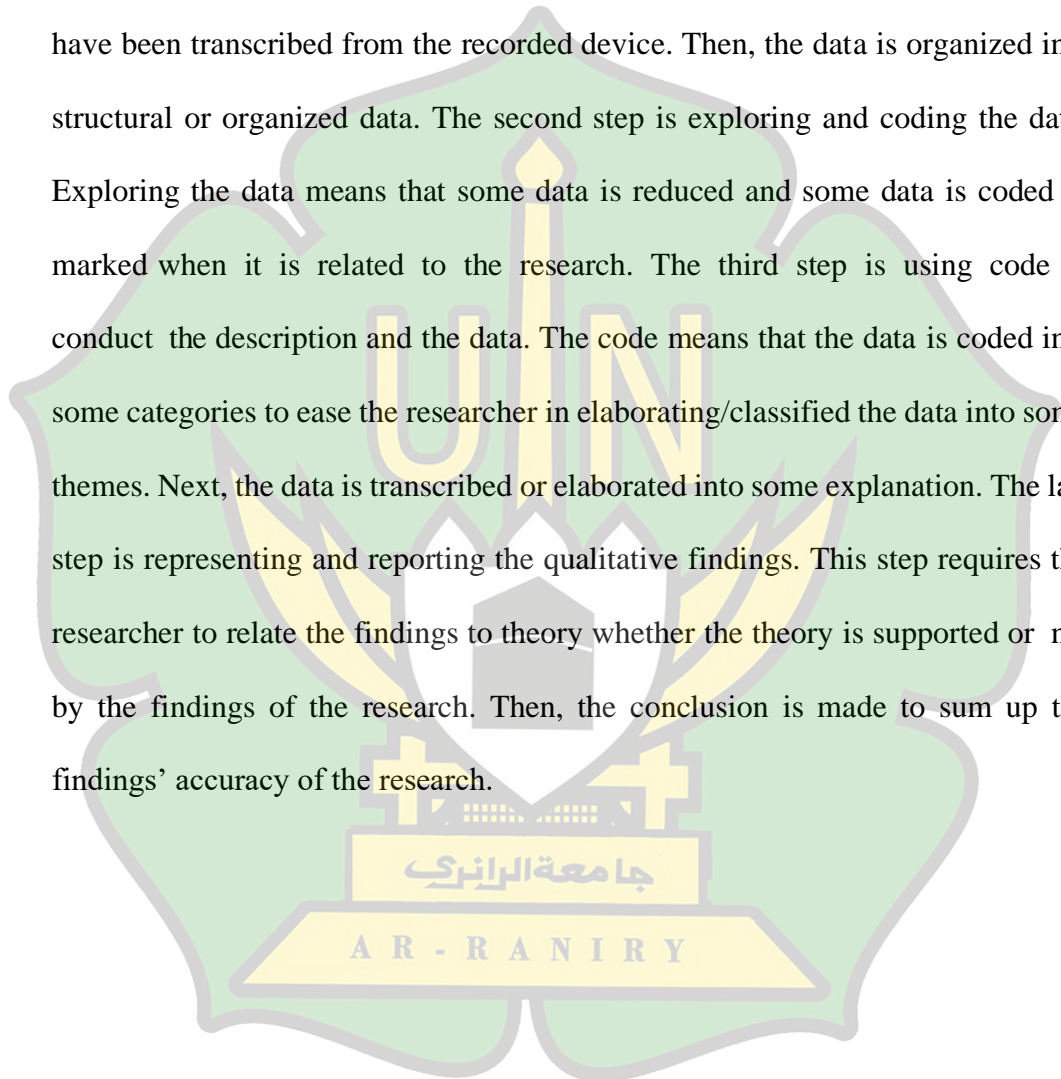 have been transcribed from the recorded device. Then, the data is organized in
structural or organized data. The second step is exploring and coding the da
Exploring the data means that some data is reduced and some data is coded
marked when it is related to the research. The third step is using code
conduct the description and the data. The code means that the data is coded in
some categories to ease the researcher in elaborating/classified the data into so
themes. Next, the data is transcribed or elaborated into some explanation. The la
step is representing and reporting the qualitative findings. This step requires th
researcher to relate the findings to theory whether the theory is supported or n
by the findings of the research. Then, the conclusion is made to sum up t
findings’ accuracy of the research.
UIN
جامعةالرانري
AR-RANIRY